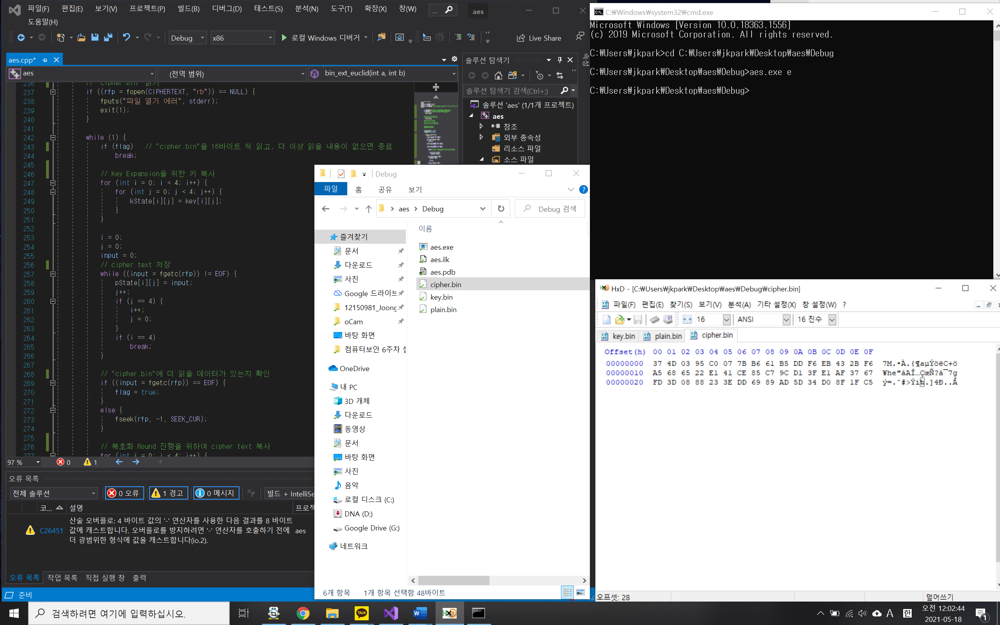 파일(F) 편집(E) 보기(V) 프로젝트(P) 빌드(B) 디버그(D) 테스트(S) 분석(N) 도구(T) 확장(X) 창(W) ... aes
도움말(H)
Debug x86 로컬 Windows 디버거 Live Share
aes.cpp*
aes (전역 범위) bin_ext_euclid(int a, int b)
236 // "cipher.bin" 읽기
237 if ((rfp = fopen(CIPHERTEXT, "rb")) == NULL) {
238 fputs("파일 열기 에러", stderr);
239 exit(1);
240 }
241
242 while (1) {
243 if (flag) // "cipher.bin"을 16바이트 씩 읽고, 더 이상 읽을 내용이 없으면 종료
244 break;
245
246 // Key Expansion을 위한 키 복사
247 for (int i = 0; i < 4; i++) {
248 for (int j = 0; j < 4; j++) {
249 kState[i][j] = key[i][j];
250 }
251 }
252
253 i = 0;
254 j = 0;
255 input = 0;
256 // cipher text 저장
257 while ((input = fgetc(rfp)) != EOF) {
258 pState[i][j] = input;
259 j++;
260 if (j == 4) {
261 i++;
262 j = 0;
263 }
264 if (i == 4)
265 break;
266 }
267
268 // "cipher.bin"에 더 읽을 데이터가 있는지 확인
269 if ((input = fgetc(rfp)) == EOF) {
270 flag = true;
271 }
272 else {
273 fseek(rfp, -1, SEEK_CUR);
274 }
275
276 // 복호화 Round 진행을 위하여 cipher text 복사
277 for (int i = 0; i < 4; i++) {
97 % 0 1
오류 목록
전체 솔루션 0 오류 1 경고 0 메시지 빌드 + IntelliSe
코... 설명 프로젝
C26451 산술 오버플로: 4 바이트 값의 '-' 연산자를 사용한 다음 결과를 8 바이트
값에 캐스트합니다. 오버플로를 방지하려면 '-' 연산자를 호출하기 전에 aes
더 광범위한 형식에 값을 캐스트합니다(io.2).
오류 목록 작업 목록 직접 실행 창 출력
준비
솔루션 탐색기
속성
솔루션 탐색기 검색(Ctrl+;)
솔루션 'aes' (1/1개 프로젝트)
aes
참조
외부 종속성
리소스 파일
소스 파일
Debug
파일 홈 공유 보기
aes Debug Debug 검색
이름
즐겨찾기
문서
다운로드
사진
Google 드라이브
12150981_Joong
oCam
바탕 화면
컴퓨터보안 6주차 실
OneDrive
내 PC
3D 개체
다운로드
동영상
문서
바탕 화면
사진
음악
로컬 디스크 (C:)
DNA (D:)
Google Drive (G:)
네트워크
aes.exe
aes.ilk
aes.pdb
cipher.bin
key.bin
plain.bin
6개 항목 1개 항목 선택함 48바이트
C:₩Windows₩system32₩cmd.exe
Microsoft Windows [Version 10.0.18363.1556]
(c) 2019 Microsoft Corporation. All rights reserved.
C:₩Users₩jkpark>cd C:₩Users₩jkpark₩Desktop₩aes₩Debug
C:₩Users₩jkpark₩Desktop₩aes₩Debug>aes.exe e
C:₩Users₩jkpark₩Desktop₩aes₩Debug>
HxD - [C:₩Users₩jkpark₩Desktop₩aes₩Debug₩cipher.bin]
파일(F) 편집(E) 찾기(S) 보기(V) 분석(A) 기타 설정(X) 창 설정(W) ?
16 ANSI 16 진수
key.bin plain.bin cipher.bin
Offset(h) 00 01 02 03 04 05 06 07 08 09 0A 0B 0C 0D 0E 0F
00000000 37 4D 03 95 C0 07 7B B6 61 B5 DD F6 EB 43 2B F6 7M.•À.{¶aµÝöëC+ö
00000010 A5 68 65 22 E1 41 CE 85 C7 9C D1 3F E1 AF 37 67 ¥he"áAÎ…ÇœÑ?á¯7g
00000020 FD 3D 08 88 23 3E DD 69 89 AD 5D 34 D0 8F 1F C5 ý=.ˆ#>Ýi‰.]4Ð..Å
오프셋: 28 덮어쓰기
검색하려면 여기에 입력하십시오.
TALK
A 한
오전 12:02:44
2021-05-18
1